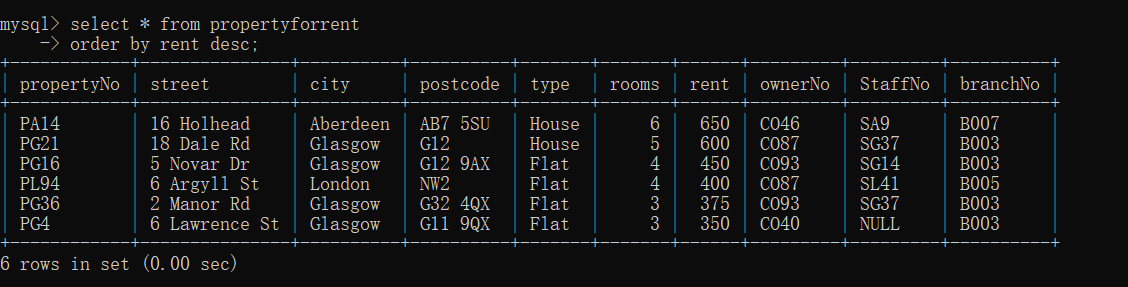 mysql> select * from propertyforrent
    -> order by rent desc;
+------------+---------------+----------+----------+-------+-------+------+---------+---------+----------+
| propertyNo | street        | city     | postcode | type  | rooms | rent | ownerNo | StaffNo | branchNo |
+------------+---------------+----------+----------+-------+-------+------+---------+---------+----------+
| PA14       | 16 Holhead    | Aberdeen | AB7 5SU  | House |     6 |  650 | CO46    | SA9     | B007     |
| PG21       | 18 Dale Rd    | Glasgow  | G12      | House |     5 |  600 | CO87    | SG37    | B003     |
| PG16       | 5 Novar Dr    | Glasgow  | G12 9AX  | Flat  |     4 |  450 | CO93    | SG14    | B003     |
| PL94       | 6 Argyll St   | London   | NW2      | Flat  |     4 |  400 | CO87    | SL41    | B005     |
| PG36       | 2 Manor Rd    | Glasgow  | G32 4QX  | Flat  |     3 |  375 | CO93    | SG37    | B003     |
| PG4        | 6 Lawrence St | Glasgow  | G11 9QX  | Flat  |     3 |  350 | CO40    | NULL    | B003     |
+------------+---------------+----------+----------+-------+-------+------+---------+---------+----------+
6 rows in set (0.00 sec)